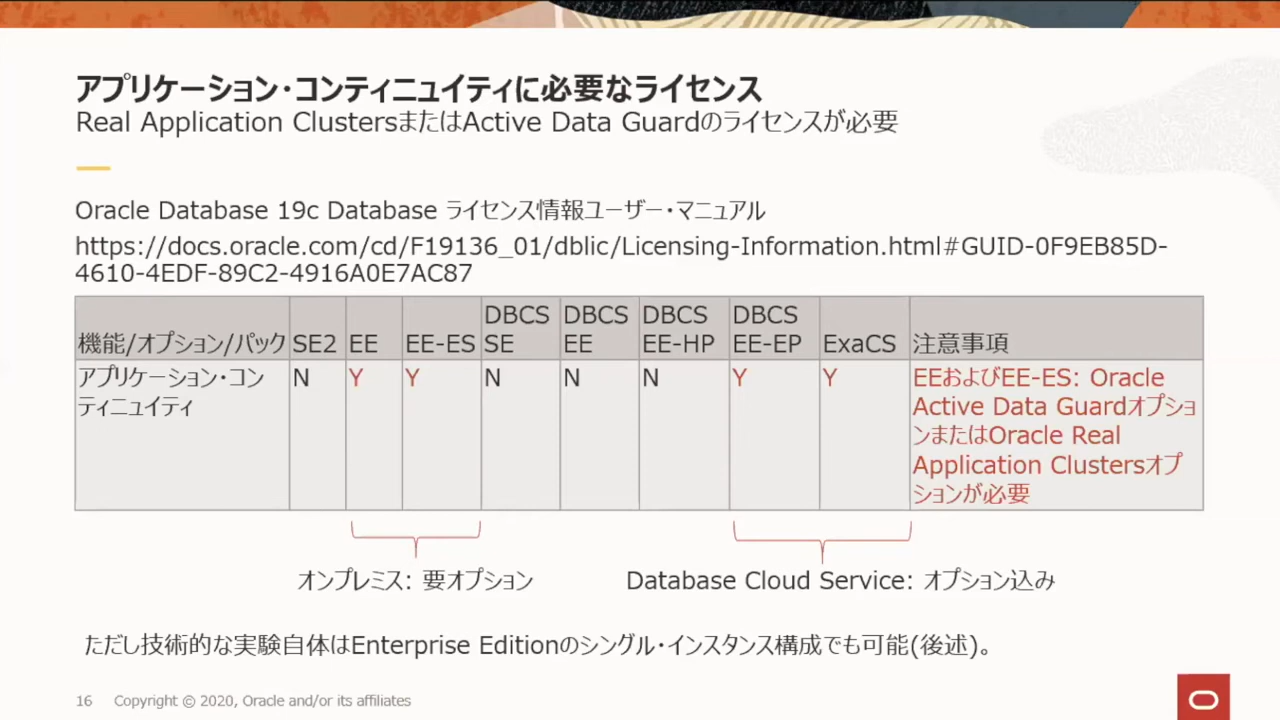 アプリケーション・コンティニュイティに必要なライセンス
Real Application ClustersまたはActive Data Guardのライセンスが必要
Oracle Database 19c Database ライセンス情報ユーザー・マニュアル
https://docs.oracle.com/cd/F19136_01/dblic/Licensing-Information.html#GUID-0F9EB85D-
4610-4EDF-89C2-4916A0E7AC87
機能/オプション/パック SE2 EE EE-ES DBCS SE DBCS EE DBCS EE-HP DBCS EE-EP ExaCS 注意事項
アプリケーション・コン
ティニュイティ
N Y Y N N N Y Y
EEおよびEE-ES: Oracle
Active Data Guardオプショ
ンまたはOracle Real
Application Clustersオプ
ションが必要
オンプレミス: 要オプション
Database Cloud Service: オプション込み
ただし技術的な実験自体はEnterprise Editionのシングル・インスタンス構成でも可能(後述)。
16 Copyright © 2020, Oracle and/or its affiliates